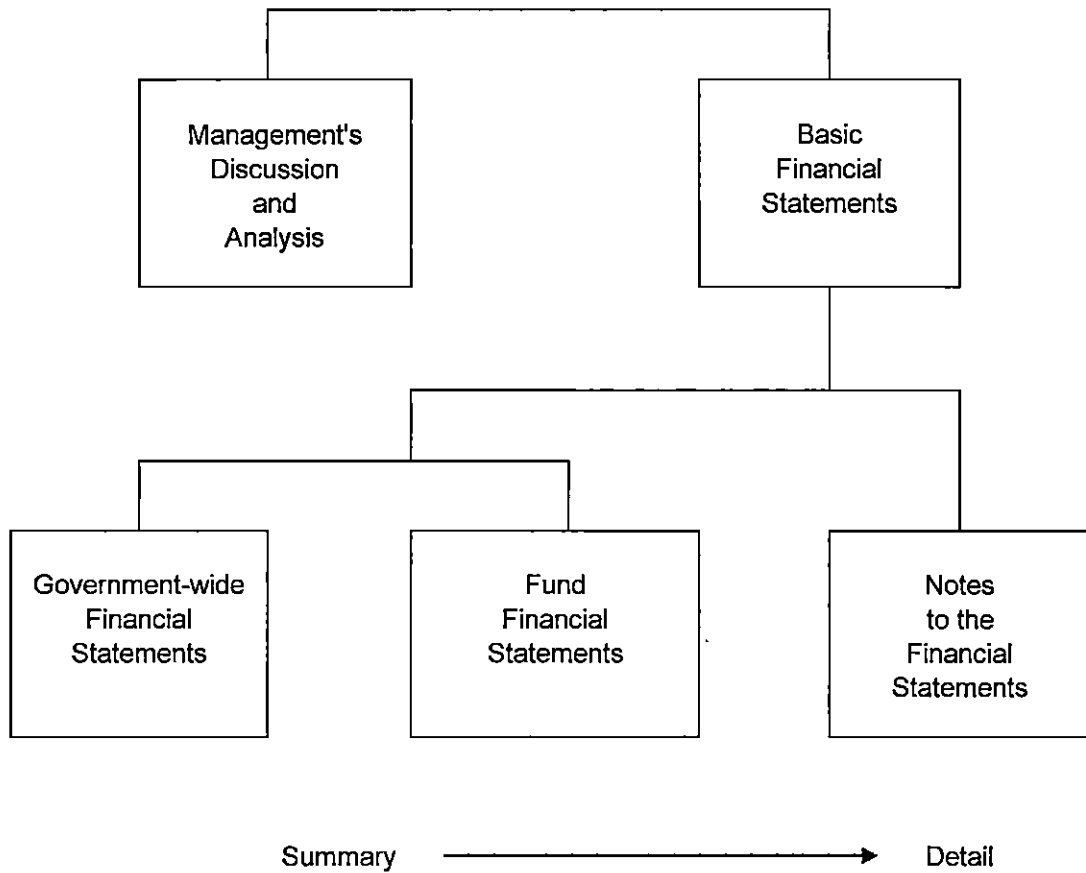 Management's
Discussion
and
Analysis
Basic
Financial
Statements
Government-wide
Financial
Statements
Fund
Financial
Statements
Notes
to the
Financial
Statements
Summary
Detail